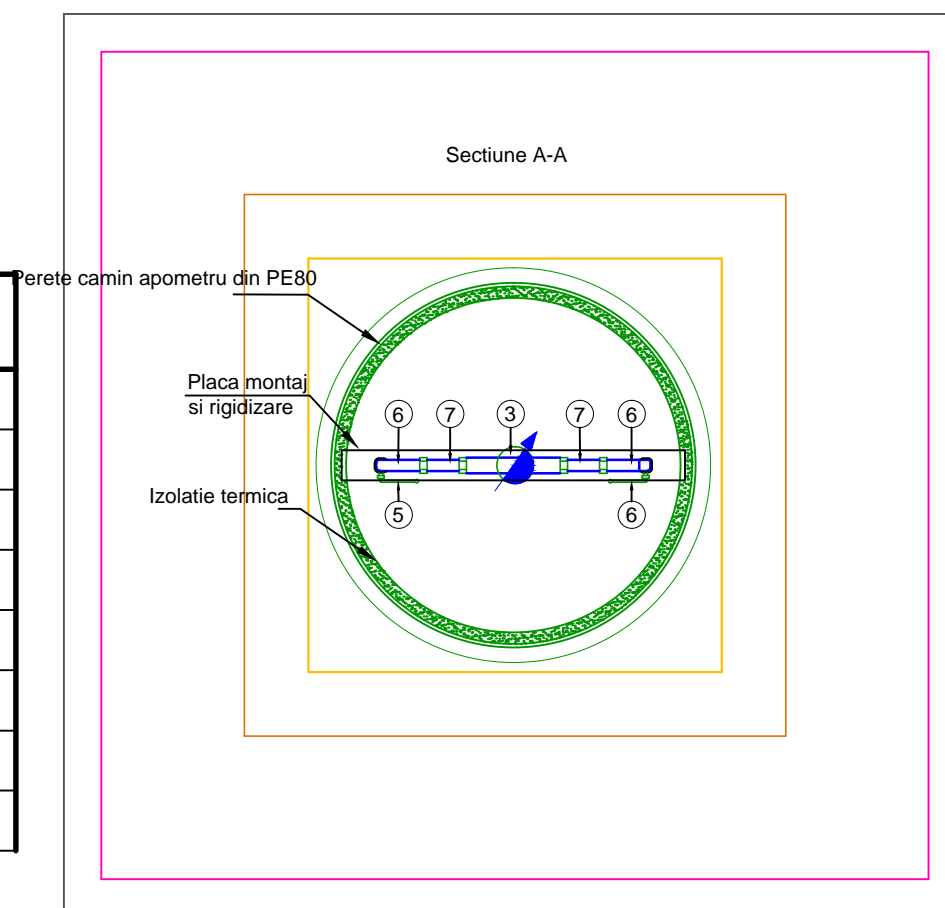 Sectiune A-A
Perete camin apometru din PE80
Placa montaj
si rigidizare
6 7 3 7 6
Izolatie termica
5 6